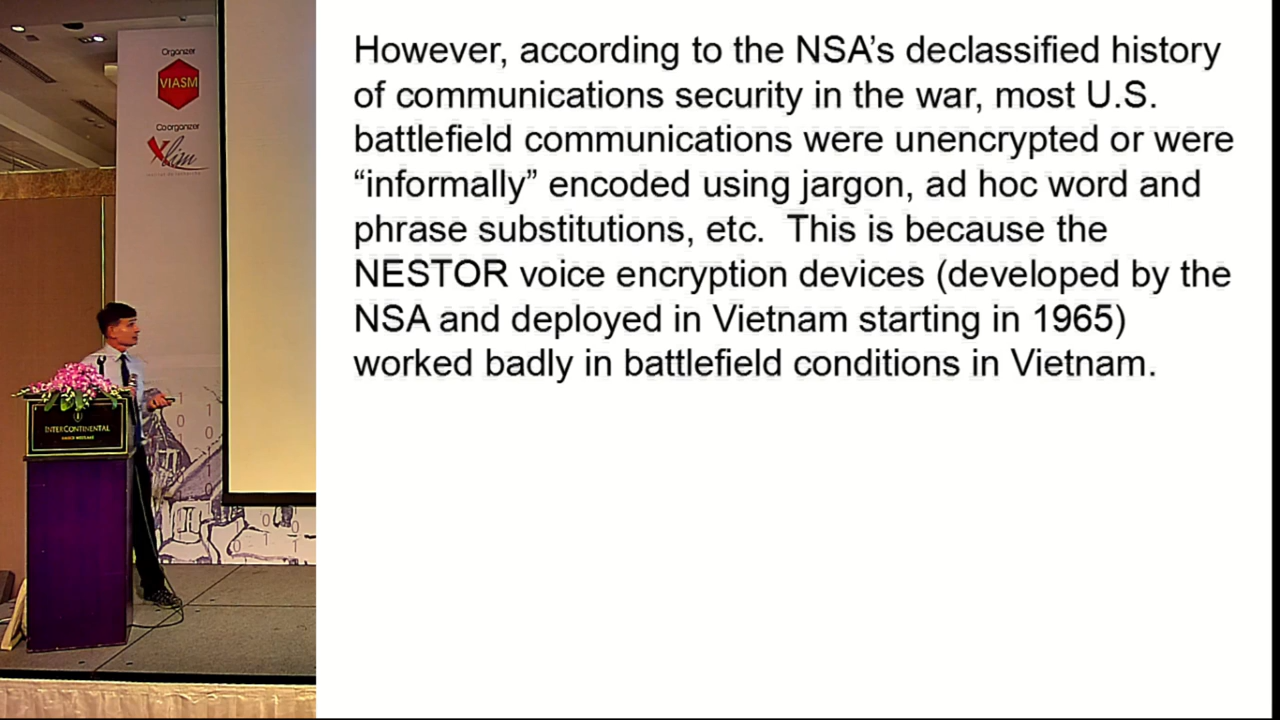 Organizer
VIASM
Coorganizer
Xlim
INTERCONTINENTAL
HANOI WESTLAKE
However, according to the NSA’s declassified history
of communications security in the war, most U.S.
battlefield communications were unencrypted or were
“informally” encoded using jargon, ad hoc word and
phrase substitutions, etc.  This is because the
NESTOR voice encryption devices (developed by the
NSA and deployed in Vietnam starting in 1965)
worked badly in battlefield conditions in Vietnam.